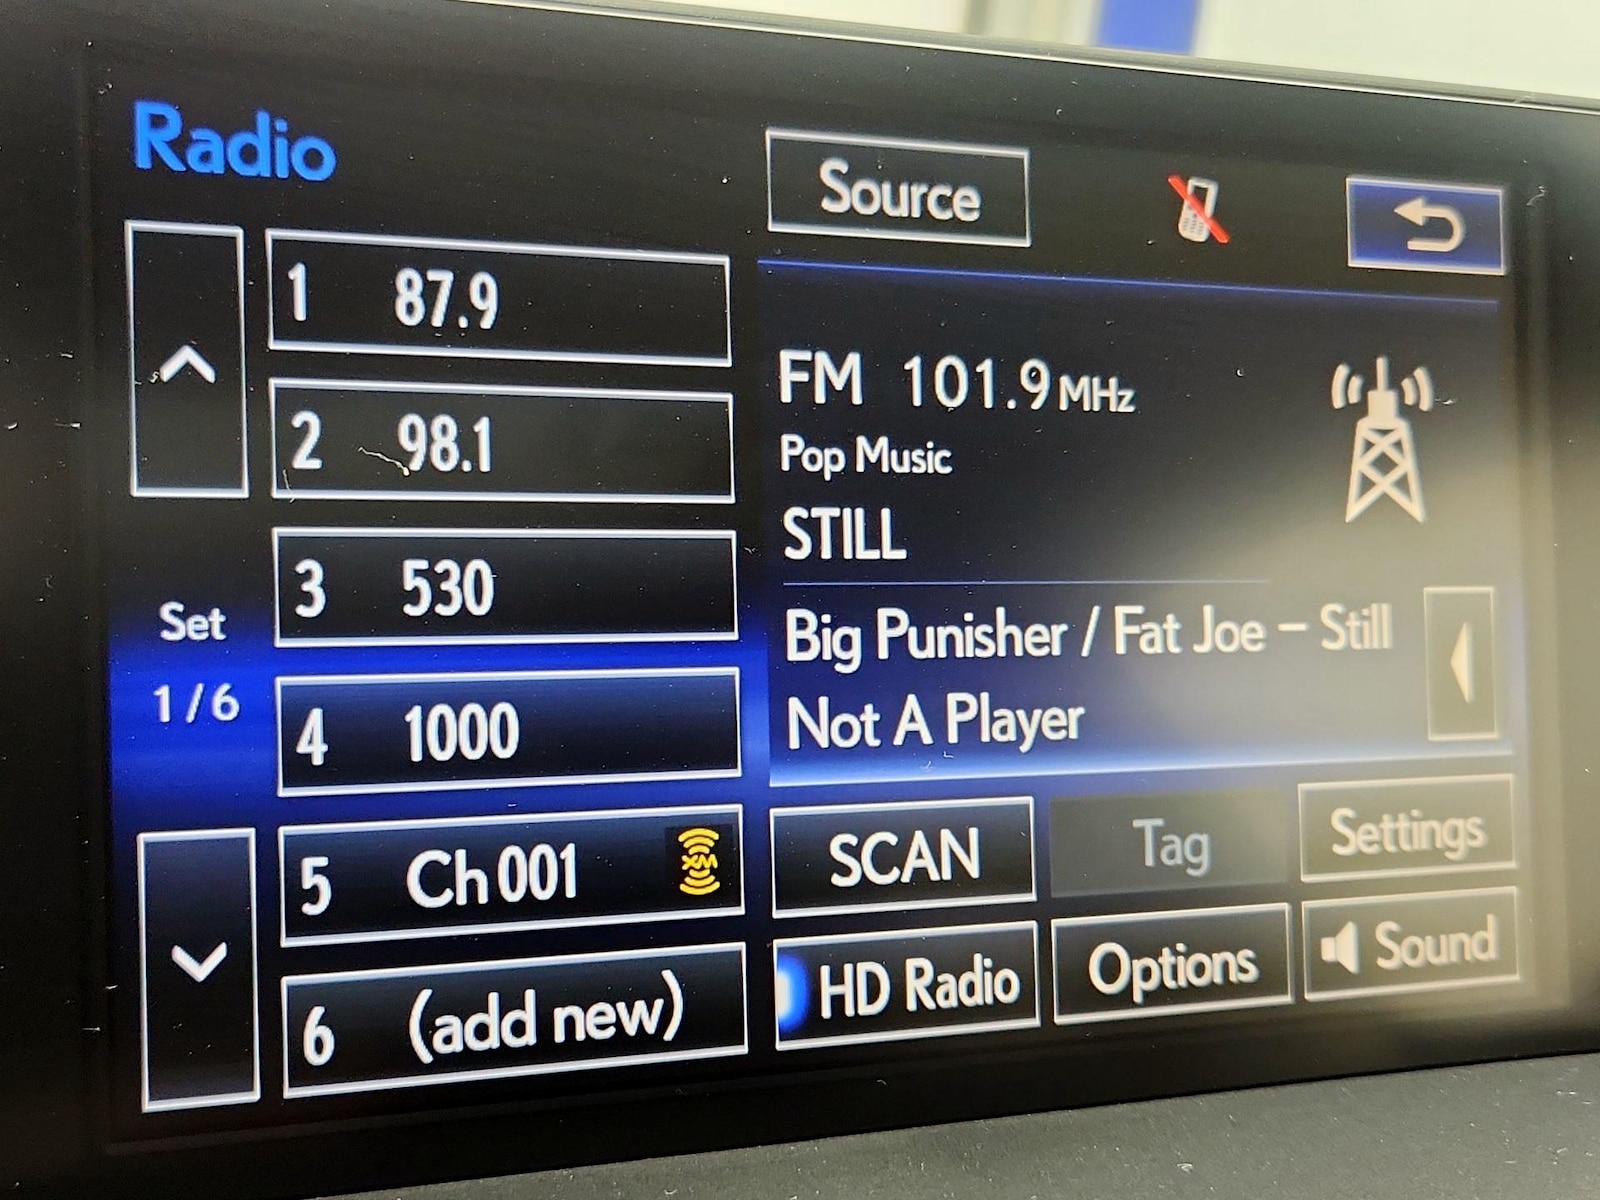 Radio
Source
1 87.9
2 98.1
3 530
Set
1/6
4 1000
5 Ch 001 XM
6 (add new)
FM 101.9 MHz
Pop Music
STILL
Big Punisher / Fat Joe – Still
Not A Player
SCAN Tag Settings
HD Radio Options Sound